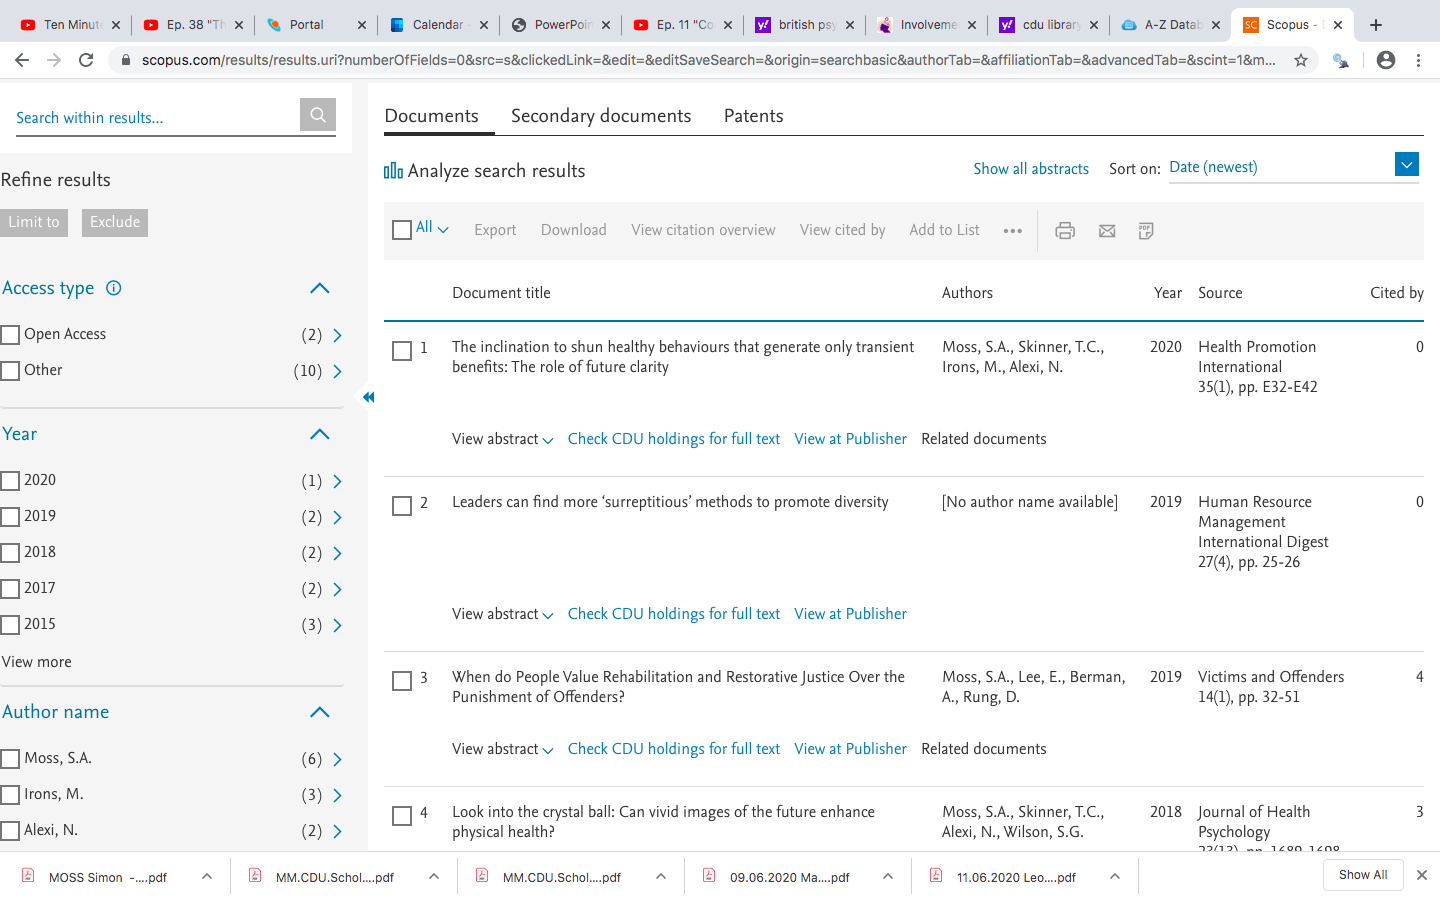 Ten Minute
Ep. 38 "Th
Portal
Calendar -
PowerPoin
Ep. 11 "Co
british psy
Involveme
cdu library
A-Z Datab
Scopus -
scopus.com/results/results.uri?numberOfFields=0&src=s&clickedLink=&edit=&editSaveSearch=&origin=searchbasic&authorTab=&affiliationTab=&advancedTab=&scint=1&m...
Search within results...
Refine results
Limit to
Exclude
Access type
Open Access (2)
Other (10)
Year
2020 (1)
2019 (2)
2018 (2)
2017 (2)
2015 (3)
View more
Author name
Moss, S.A. (6)
Irons, M. (3)
Alexi, N. (2)
Documents Secondary documents Patents
Analyze search results
Show all abstracts Sort on: Date (newest)
All Export Download View citation overview View cited by Add to List ••• PDF
Document title Authors Year Source Cited by
1 The inclination to shun healthy behaviours that generate only transient
benefits: The role of future clarity
Moss, S.A., Skinner, T.C.,
Irons, M., Alexi, N.
2020
Health Promotion
International
35(1), pp. E32-E42
0
View abstract Check CDU holdings for full text View at Publisher Related documents
2 Leaders can find more ‘surreptitious’ methods to promote diversity
[No author name available]
2019
Human Resource
Management
International Digest
27(4), pp. 25-26
0
View abstract Check CDU holdings for full text View at Publisher
3 When do People Value Rehabilitation and Restorative Justice Over the
Punishment of Offenders?
Moss, S.A., Lee, E., Berman,
A., Rung, D.
2019
Victims and Offenders
14(1), pp. 32-51
4
View abstract Check CDU holdings for full text View at Publisher Related documents
4 Look into the crystal ball: Can vivid images of the future enhance
physical health?
Moss, S.A., Skinner, T.C.,
Alexi, N., Wilson, S.G.
2018
Journal of Health
Psychology
23(13), pp. 1689-1698
3
MOSS Simon -....pdf
MM.CDU.Schol....pdf
MM.CDU.Schol....pdf
09.06.2020 Ma....pdf
11.06.2020 Leo....pdf
Show All